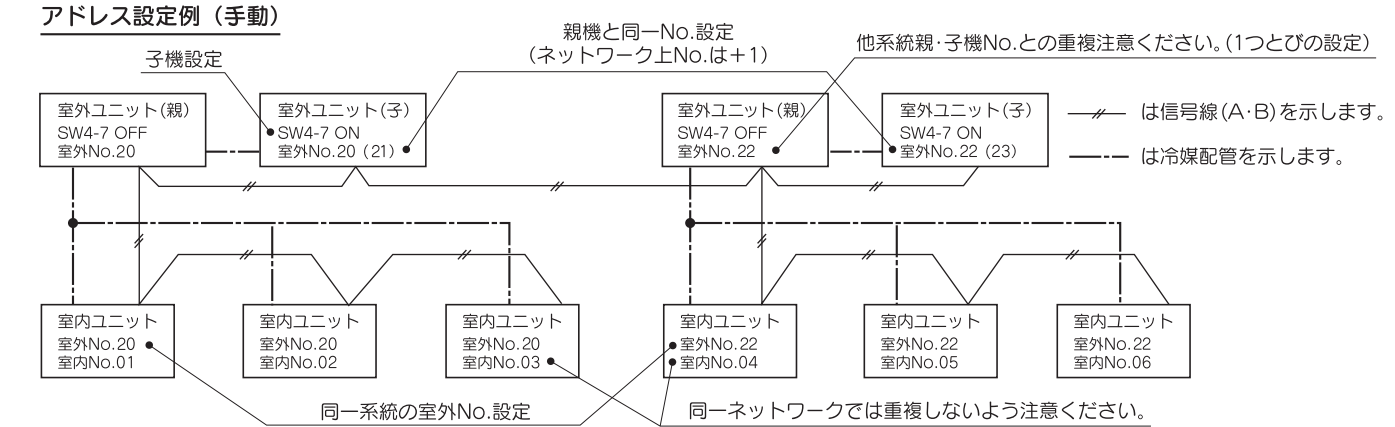 アドレス設定例（手動）
子機設定
親機と同一No.設定
（ネットワーク上No.は＋1）
他系統親･子機No.との重複注意ください。（1つとびの設定）
室外ユニット（親）
SW4-7 OFF
室外No.20
室外ユニット（子）
SW4-7 ON
室外No.20（21）
室外ユニット（親）
SW4-7 OFF
室外No.22
室外ユニット（子）
SW4-7 ON
室外No.22（23）
は信号線（A･B）を示します。
は冷媒配管を示します。
室内ユニット
室外No.20
室内No.01
室内ユニット
室外No.20
室内No.02
室内ユニット
室外No.20
室内No.03
室内ユニット
室外No.22
室内No.04
室内ユニット
室外No.22
室内No.05
室内ユニット
室外No.22
室内No.06
同一系統の室外No.設定
同一ネットワークでは重複しないよう注意ください。